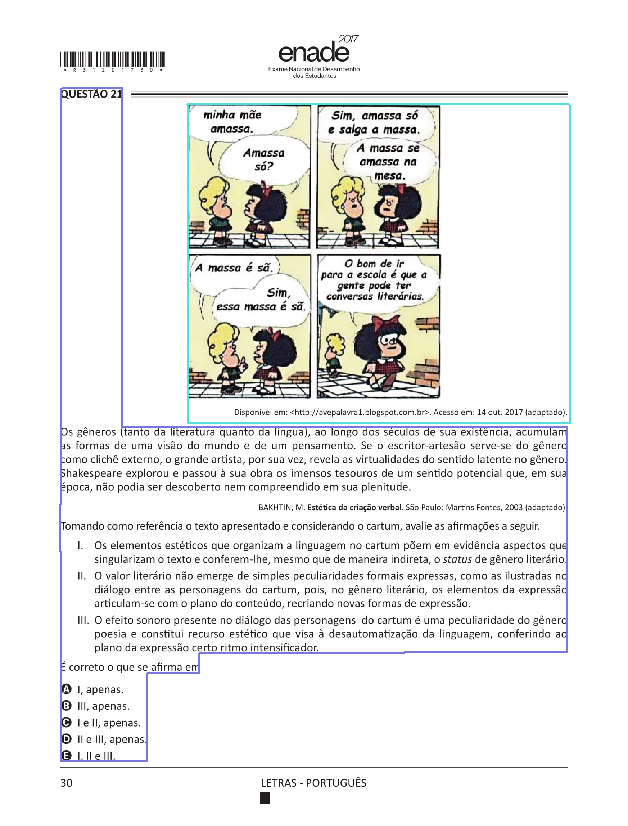 2017
enade
Exame Nacional de Desempenho
dos Estudantes
QUESTÃO 21
minha mãe
amassa.
Amassa
só?
Sim, amassa só
e salga a massa.
A massa se
amassa na
mesa.
A massa é sã.
Sim,
essa massa é sã.
O bom de ir
para a escola é que a
gente pode ter
conversas literárias.
Disponível em: <http://avepalavra1.blogspot.com.br>. Acesso em: 14 out. 2017 (adaptado).
Os gêneros (tanto da literatura quanto da língua), ao longo dos séculos de sua existência, acumulam
as formas de uma visão do mundo e de um pensamento. Se o escritor-artesão serve-se do gênero
como clichê externo, o grande artista, por sua vez, revela as virtualidades do sentido latente no gênero.
Shakespeare explorou e passou à sua obra os imensos tesouros de um sentido potencial que, em sua
época, não podia ser descoberto nem compreendido em sua plenitude.
BAKHTIN, M. Estética da criação verbal. São Paulo: Martins Fontes, 2003 (adaptado)
Tomando como referência o texto apresentado e considerando o cartum, avalie as afirmações a seguir.
I. Os elementos estéticos que organizam a linguagem no cartum põem em evidência aspectos que
singularizam o texto e conferem-lhe, mesmo que de maneira indireta, o status de gênero literário.
II. O valor literário não emerge de simples peculiaridades formais expressas, como as ilustradas no
diálogo entre as personagens do cartum, pois, no gênero literário, os elementos da expressão
articulam-se com o plano do conteúdo, recriando novas formas de expressão.
III. O efeito sonoro presente no diálogo das personagens do cartum é uma peculiaridade do gênero
poesia e constitui recurso estético que visa à desautomatização da linguagem, conferindo ao
plano da expressão certo ritmo intensificador.
É correto o que se afirma em
A I, apenas.
B III, apenas.
C I e II, apenas.
D II e III, apenas.
E I, II e III.
30
LETRAS - PORTUGUÊS